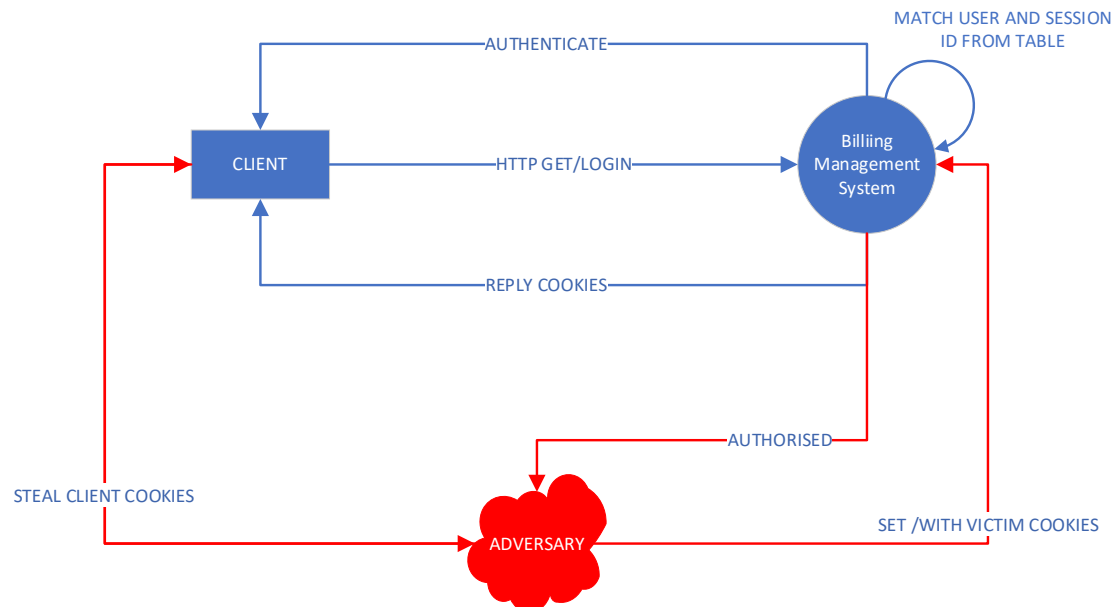 MATCH USER AND SESSION
ID FROM TABLE
AUTHENTICATE
CLIENT
HTTP GET/LOGIN
Billiing
Management
System
REPLY COOKIES
AUTHORISED
STEAL CLIENT COOKIES
SET /WITH VICTIM COOKIES
ADVERSARY